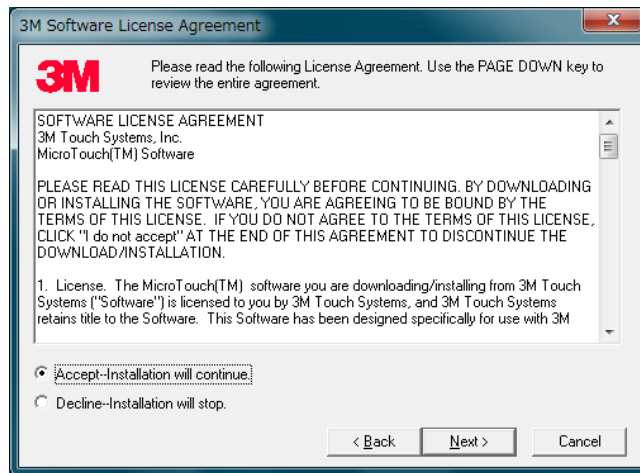 3M Software License Agreement
3M
Please read the following License Agreement. Use the PAGE DOWN key to
review the entire agreement.
SOFTWARE LICENSE AGREEMENT
3M Touch Systems, Inc.
MicroTouch(TM) Software
PLEASE READ THIS LICENSE CAREFULLY BEFORE CONTINUING. BY DOWNLOADING
OR INSTALLING THE SOFTWARE, YOU ARE AGREEING TO BE BOUND BY THE
TERMS OF THIS LICENSE. IF YOU DO NOT AGREE TO THE TERMS OF THIS LICENSE,
CLICK "I do not accept" AT THE END OF THIS AGREEMENT TO DISCONTINUE THE
DOWNLOAD/INSTALLATION.
1. License. The MicroTouch(TM) software you are downloading/installing from 3M Touch
Systems ("Software") is licensed to you by 3M Touch Systems, and 3M Touch Systems
retains title to the Software. This Software has been designed specifically for use with 3M
Accept--Installation will continue.
Decline--Installation will stop.
< Back Next > Cancel